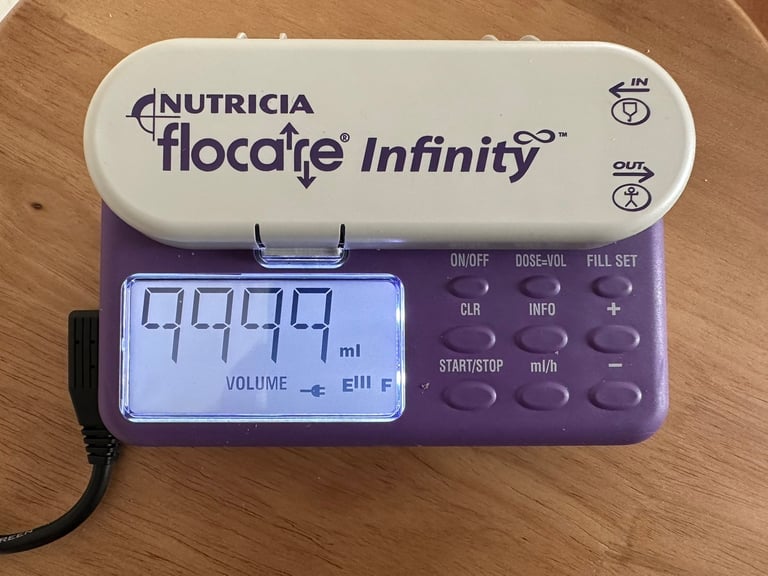 NUTRICIA
flocare® Infinity™
IN
OUT
ON/OFF DOSE=VOL FILL SET
CLR INFO +
START/STOP ml/h −
9999 ml
VOLUME E F